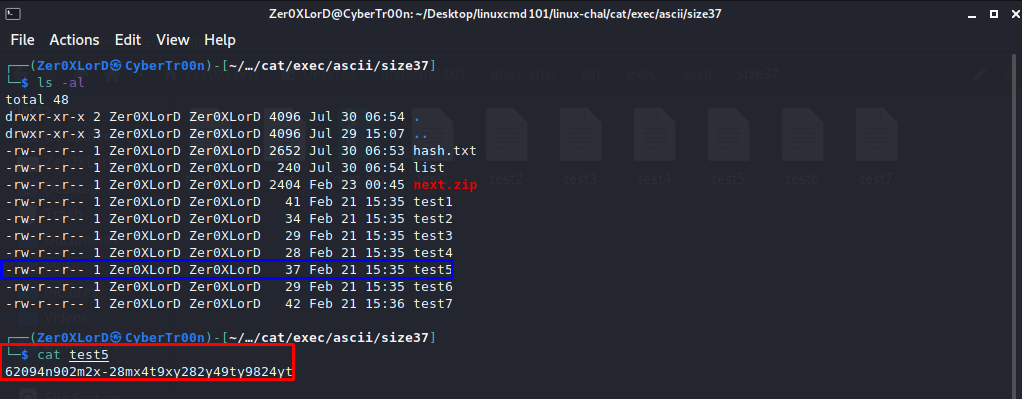 Zer0XLorD@CyberTr00n: ~/Desktop/linuxcmd101/linux-chal/cat/exec/ascii/size37
File Actions Edit View Help
┌──(Zer0XLorD㉿CyberTr00n)-[~/…/cat/exec/ascii/size37]
└─$ ls -al
total 48
drwxr-xr-x 2 Zer0XLorD Zer0XLorD 4096 Jul 30 06:54 .
drwxr-xr-x 3 Zer0XLorD Zer0XLorD 4096 Jul 29 15:07 ..
-rw-r--r-- 1 Zer0XLorD Zer0XLorD 2652 Jul 30 06:53 hash.txt
-rw-r--r-- 1 Zer0XLorD Zer0XLorD  240 Jul 30 06:54 list
-rw-r--r-- 1 Zer0XLorD Zer0XLorD 2404 Feb 23 00:45 next.zip
-rw-r--r-- 1 Zer0XLorD Zer0XLorD   41 Feb 21 15:35 test1
-rw-r--r-- 1 Zer0XLorD Zer0XLorD   34 Feb 21 15:35 test2
-rw-r--r-- 1 Zer0XLorD Zer0XLorD   29 Feb 21 15:35 test3
-rw-r--r-- 1 Zer0XLorD Zer0XLorD   28 Feb 21 15:35 test4
-rw-r--r-- 1 Zer0XLorD Zer0XLorD   37 Feb 21 15:35 test5
-rw-r--r-- 1 Zer0XLorD Zer0XLorD   29 Feb 21 15:35 test6
-rw-r--r-- 1 Zer0XLorD Zer0XLorD   42 Feb 21 15:36 test7
┌──(Zer0XLorD㉿CyberTr00n)-[~/…/cat/exec/ascii/size37]
└─$ cat test5
62094n902m2x-28mx4t9xy282y49ty9824yt